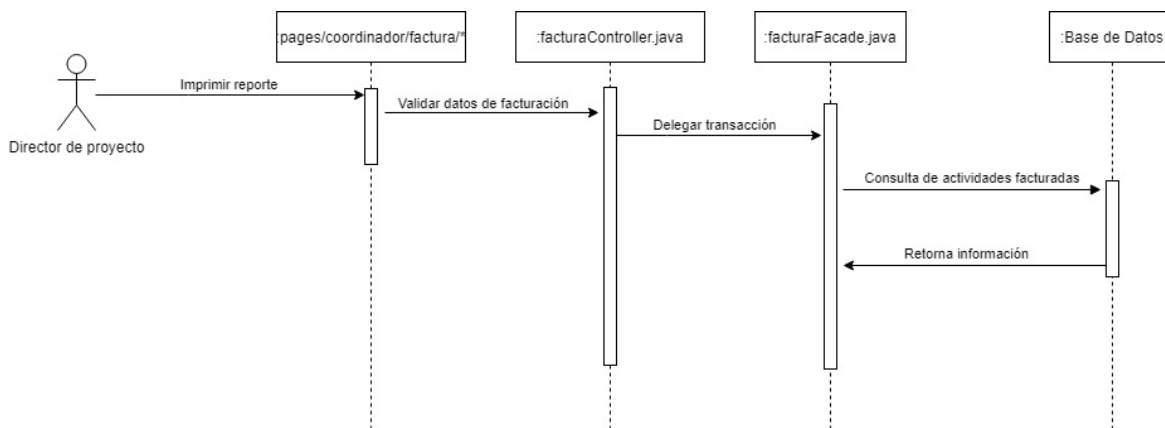 :pages/coordinador/factura/*
:facturaController.java
:facturaFacade.java
:Base de Datos
Imprimir reporte
Validar datos de facturación
Delegar transacción
Director de proyecto
Consulta de actividades facturadas
Retorna información